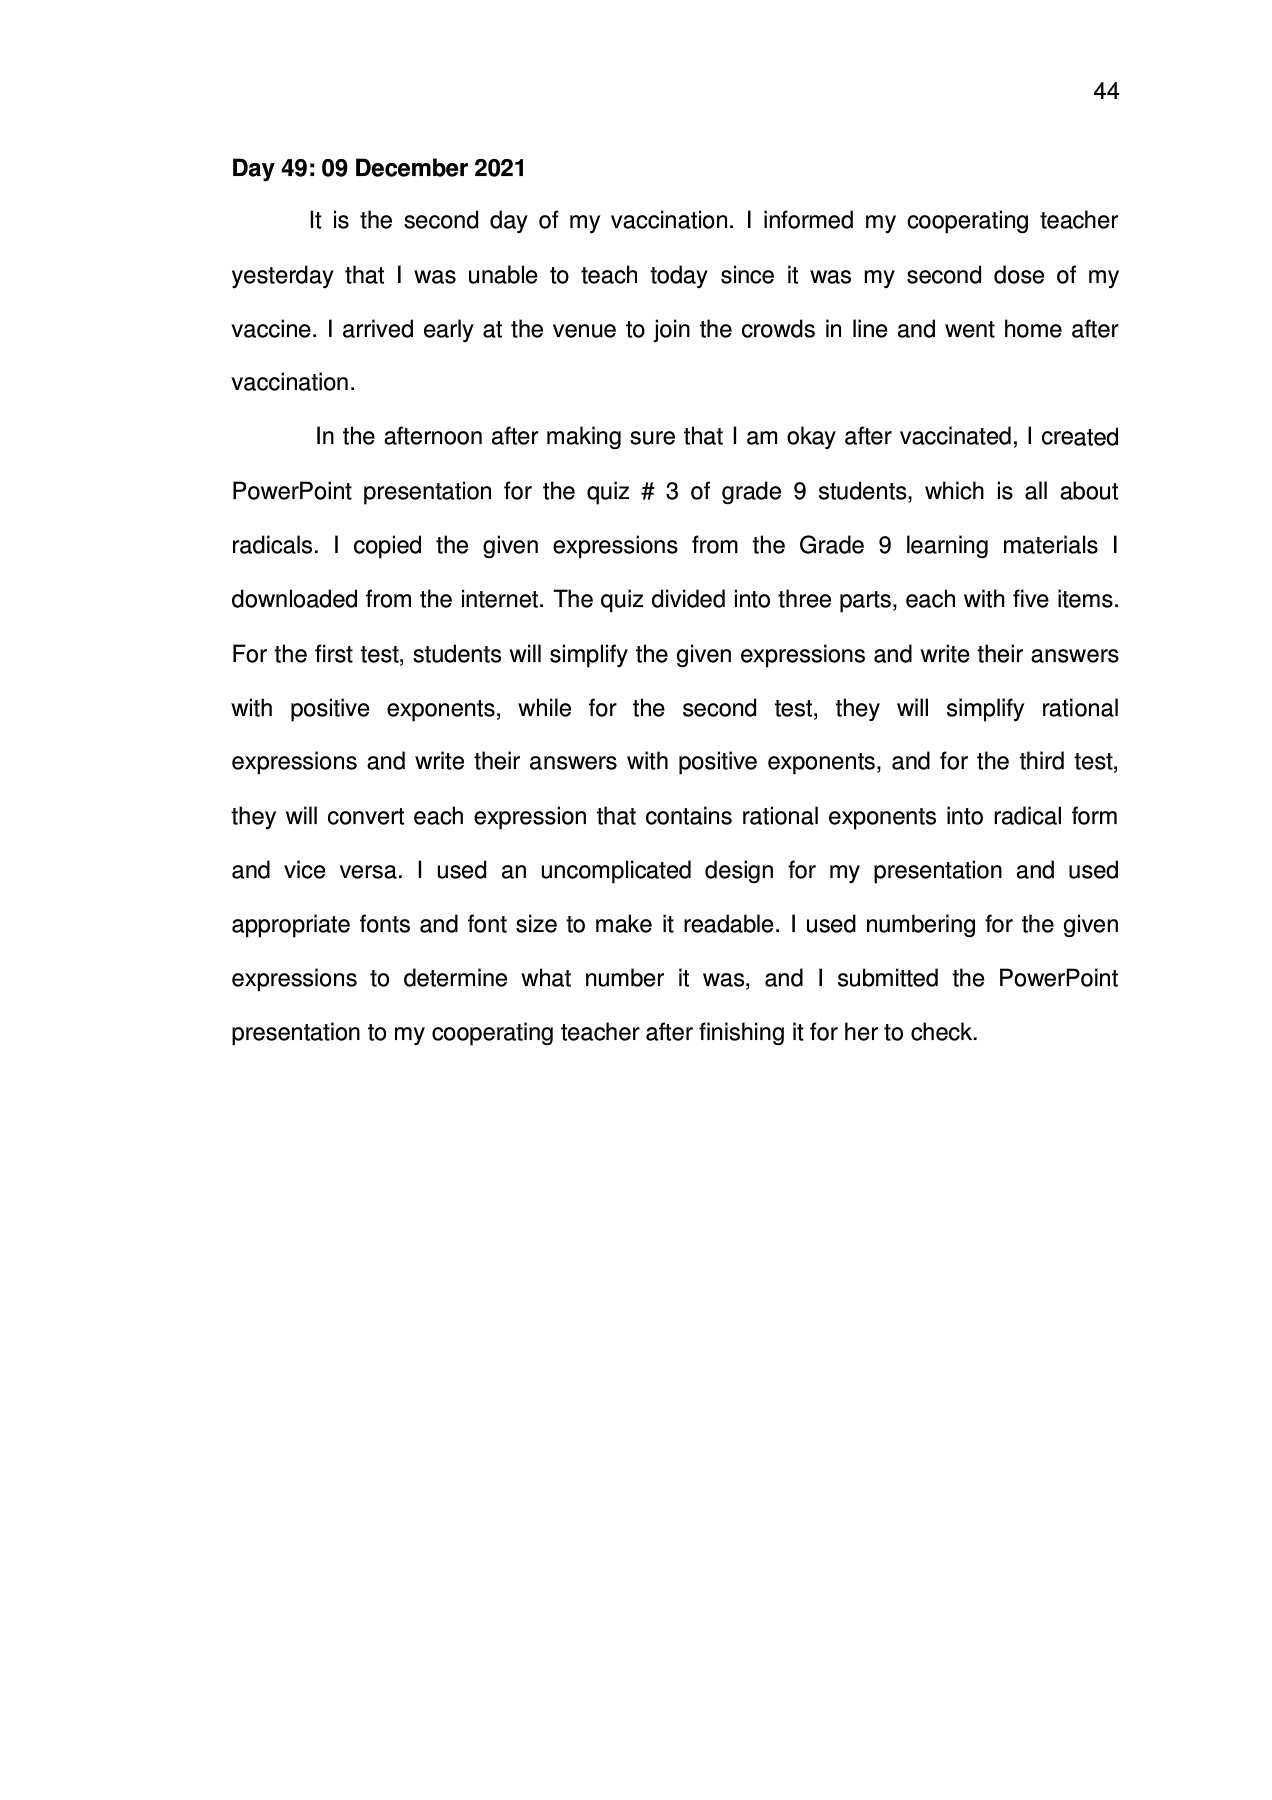 44
Day 49: 09 December 2021
It is the second day of my vaccination. I informed my cooperating teacher
yesterday that I was unable to teach today since it was my second dose of my
vaccine. I arrived early at the venue to join the crowds in line and went home after
vaccination.
In the afternoon after making sure that I am okay after vaccinated, I created
PowerPoint presentation for the quiz # 3 of grade 9 students, which is all about
radicals. I copied the given expressions from the Grade 9 learning materials I
downloaded from the internet. The quiz divided into three parts, each with five items.
For the first test, students will simplify the given expressions and write their answers
with positive exponents, while for the second test, they will simplify rational
expressions and write their answers with positive exponents, and for the third test,
they will convert each expression that contains rational exponents into radical form
and vice versa. I used an uncomplicated design for my presentation and used
appropriate fonts and font size to make it readable. I used numbering for the given
expressions to determine what number it was, and I submitted the PowerPoint
presentation to my cooperating teacher after finishing it for her to check.